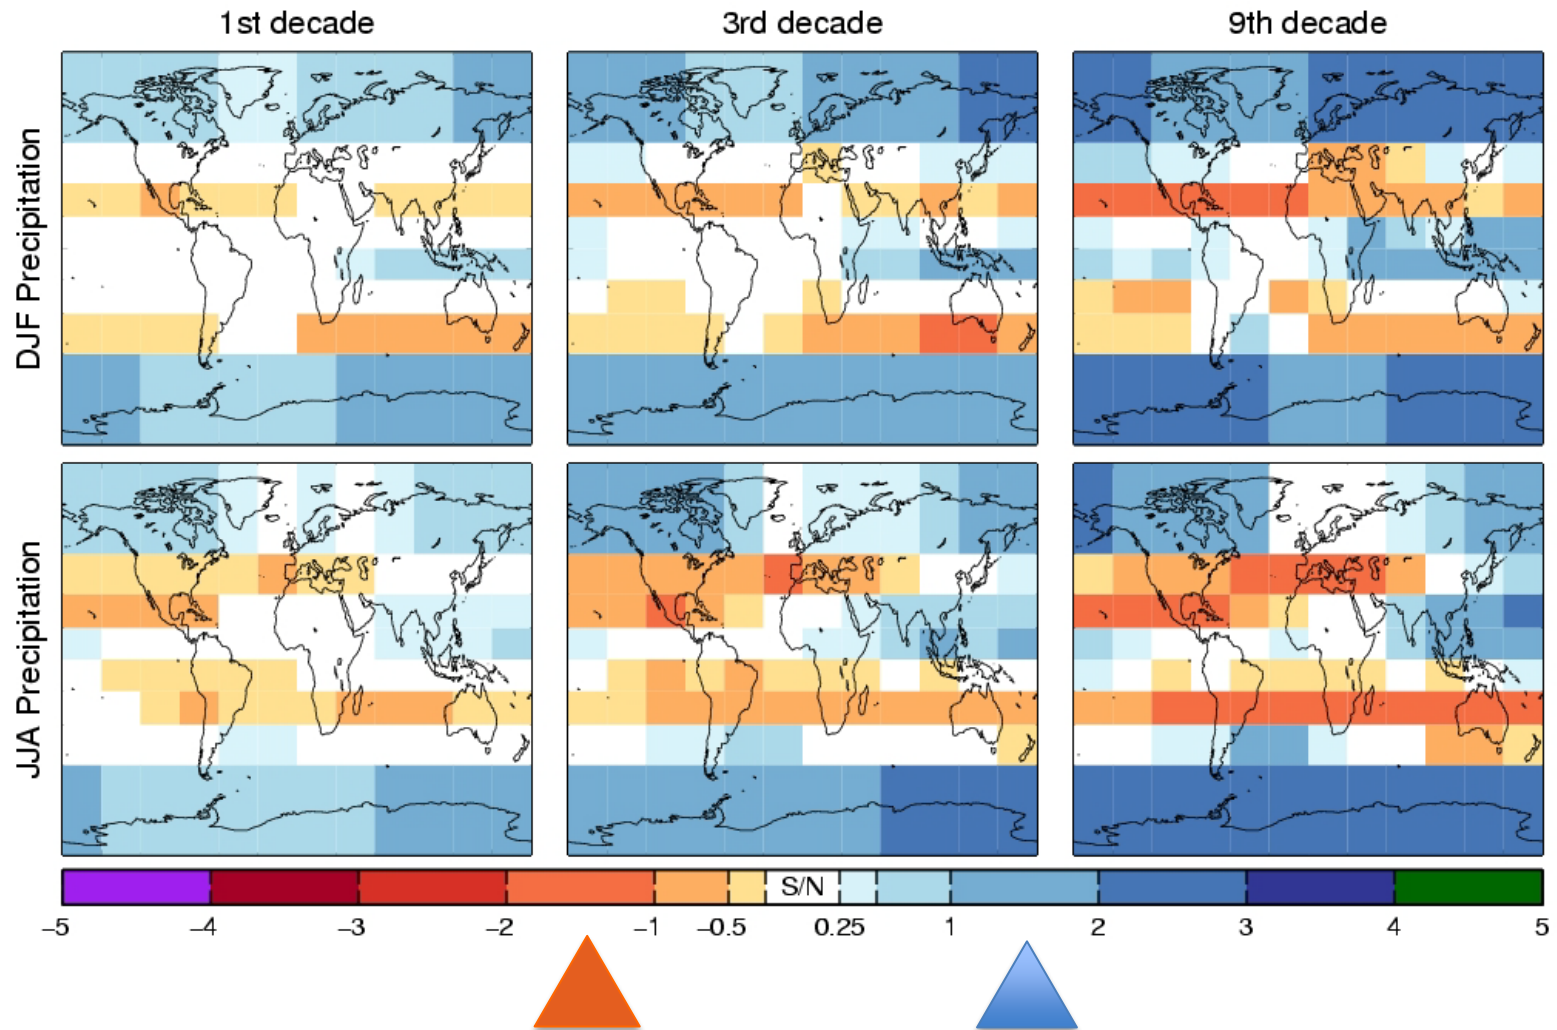 1st decade 3rd decade 9th decade
DJF Precipitation
JJA Precipitation
S/N
−5 −4 −3 −2 −1 −0.5 0.25 1 2 3 4 5